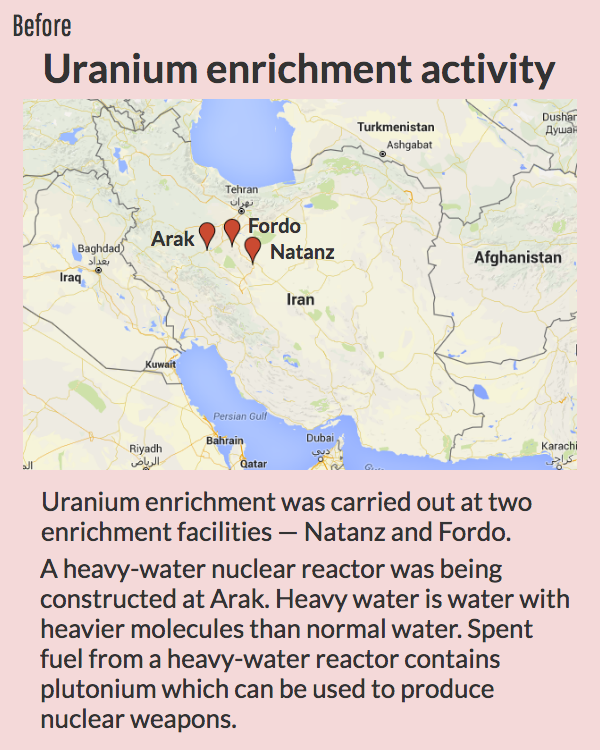 Before
Uranium enrichment activity
Turkmenistan
Ashgabat
Dushan
Душан
Tehran
تهران
Arak
Fordo
Natanz
Baghdad
بغداد
Iraq
Iran
Afghanistan
Kuwait
Persian Gulf
Bahrain
Dubai
دبي
Riyadh
الرياض
Qatar
Karachi
کراچی
Uranium enrichment was carried out at two
enrichment facilities — Natanz and Fordo.
A heavy-water nuclear reactor was being
constructed at Arak. Heavy water is water with
heavier molecules than normal water. Spent
fuel from a heavy-water reactor contains
plutonium which can be used to produce
nuclear weapons.